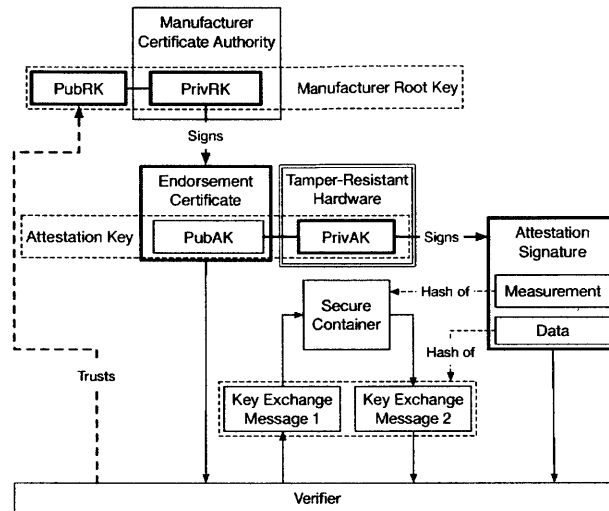 Manufacturer
Certificate Authority
PubRK
PrivRK
Manufacturer Root Key
Signs
Endorsement
Certificate
Tamper-Resistant
Hardware
Attestation Key
PubAK
PrivAK
Signs
Attestation
Signature
Secure
Container
Hash of
Measurement
Data
Hash of
Trusts
Key Exchange
Message 1
Key Exchange
Message 2
Verifier